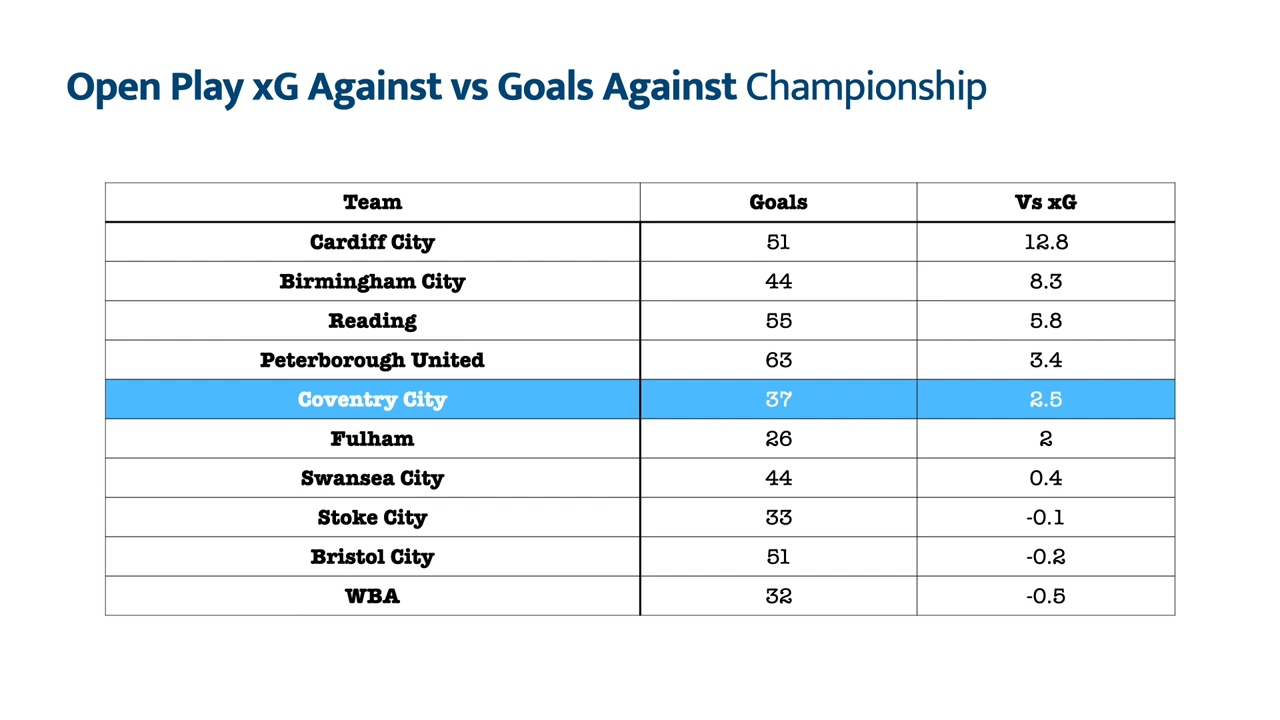 Open Play xG Against vs Goals Against Championship
Team Goals Vs xG
Cardiff City 51 12.8
Birmingham City 44 8.3
Reading 55 5.8
Peterborough United 63 3.4
Coventry City 37 2.5
Fulham 26 2
Swansea City 44 0.4
Stoke City 33 -0.1
Bristol City 51 -0.2
WBA 32 -0.5